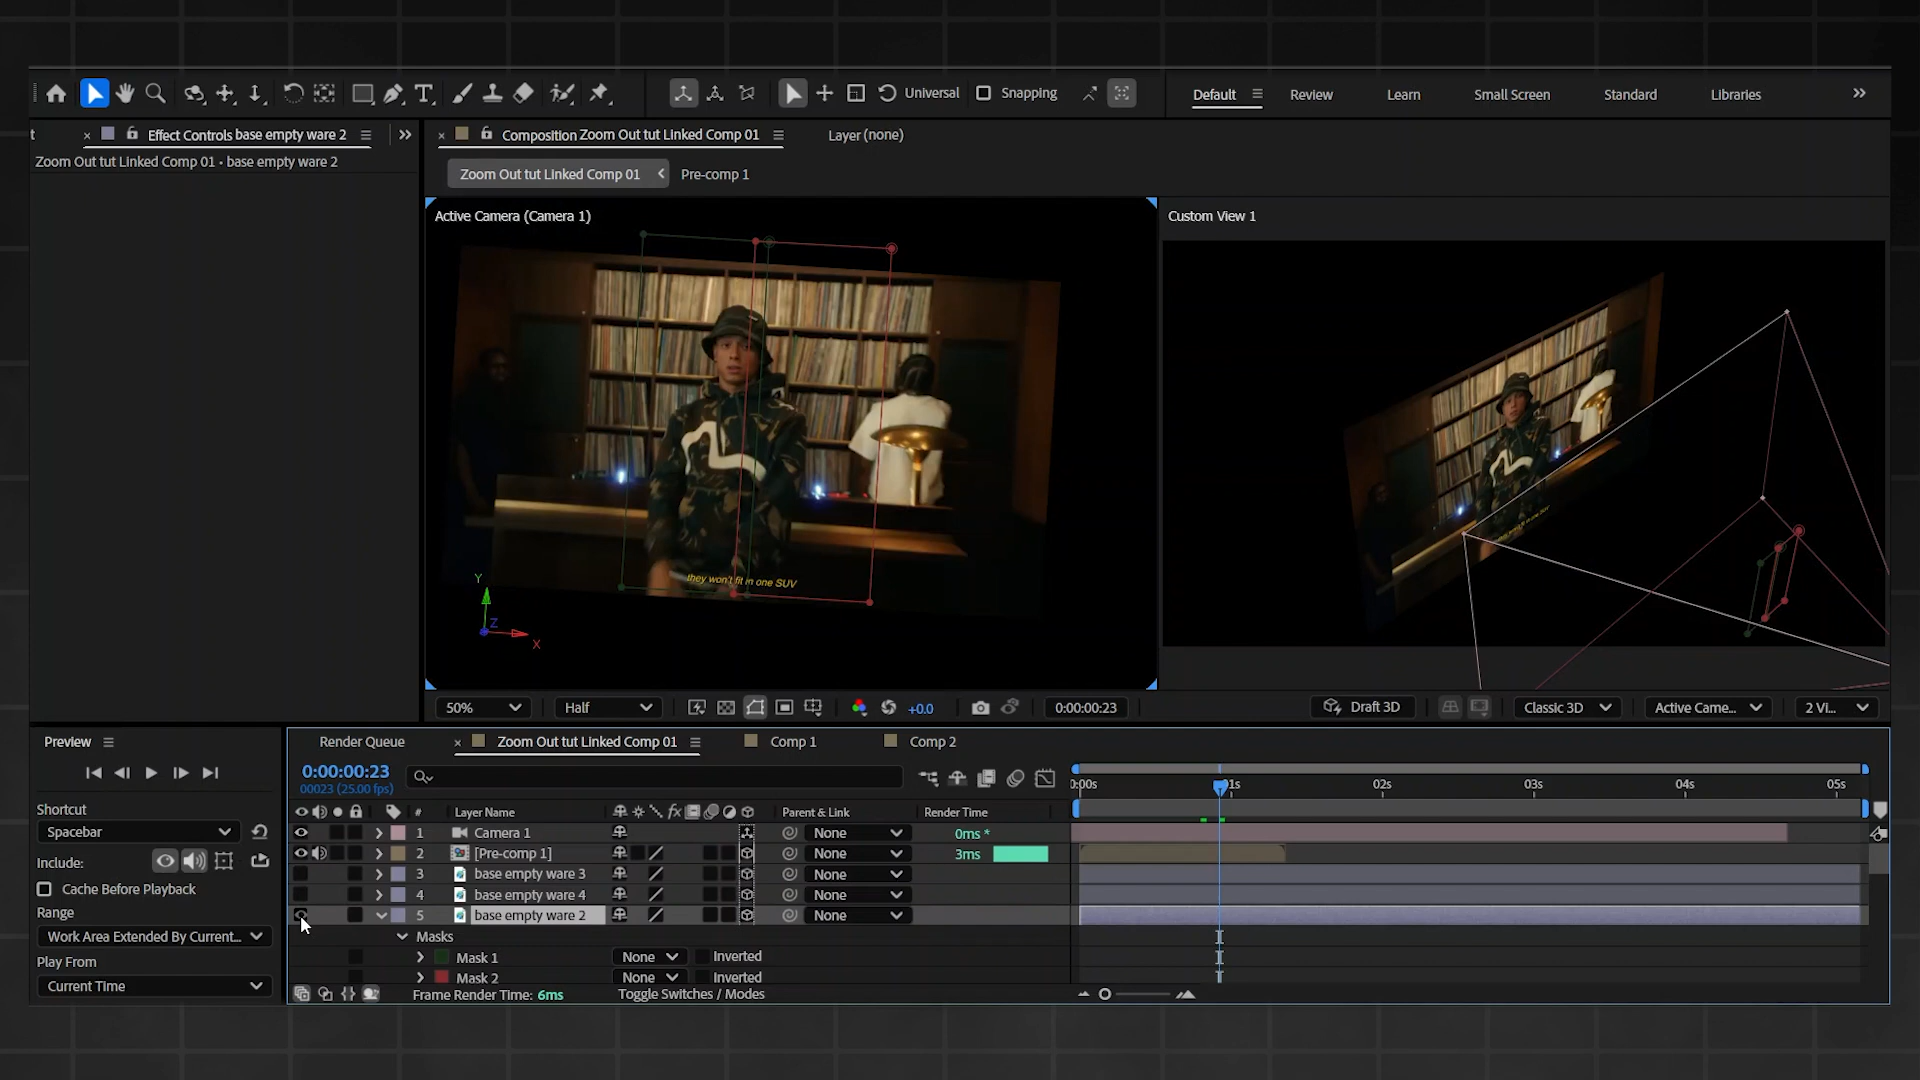 Universal
Snapping
Default
Review
Learn
Small Screen
Standard
Libraries
t
Effect Controls base empty ware 2
Composition Zoom Out tut Linked Comp 01
Layer (none)
Zoom Out tut Linked Comp 01 • base empty ware 2
Zoom Out tut Linked Comp 01
Pre-comp 1
Active Camera (Camera 1)
Custom View 1
they won't fit in one SUV
Y
Z
X
50%
Half
+0.0
0:00:00:23
Draft 3D
Classic 3D
Active Came...
2 Vi...
Preview
Render Queue
Zoom Out tut Linked Comp 01
Comp 1
Comp 2
0:00:00:23
00023 (25.00 fps)
0:00s
01s
02s
03s
04s
05s
Shortcut
Spacebar
Include:
Cache Before Playback
Range
Work Area Extended By Current...
Play From
Current Time
#
Layer Name
fx
Parent & Link
Render Time
1
Camera 1
None
0ms *
2
[Pre-comp 1]
None
3ms
3
base empty ware 3
None
4
base empty ware 4
None
5
base empty ware 2
None
Masks
Mask 1
None
Inverted
Mask 2
None
Inverted
Frame Render Time: 6ms
Toggle Switches / Modes